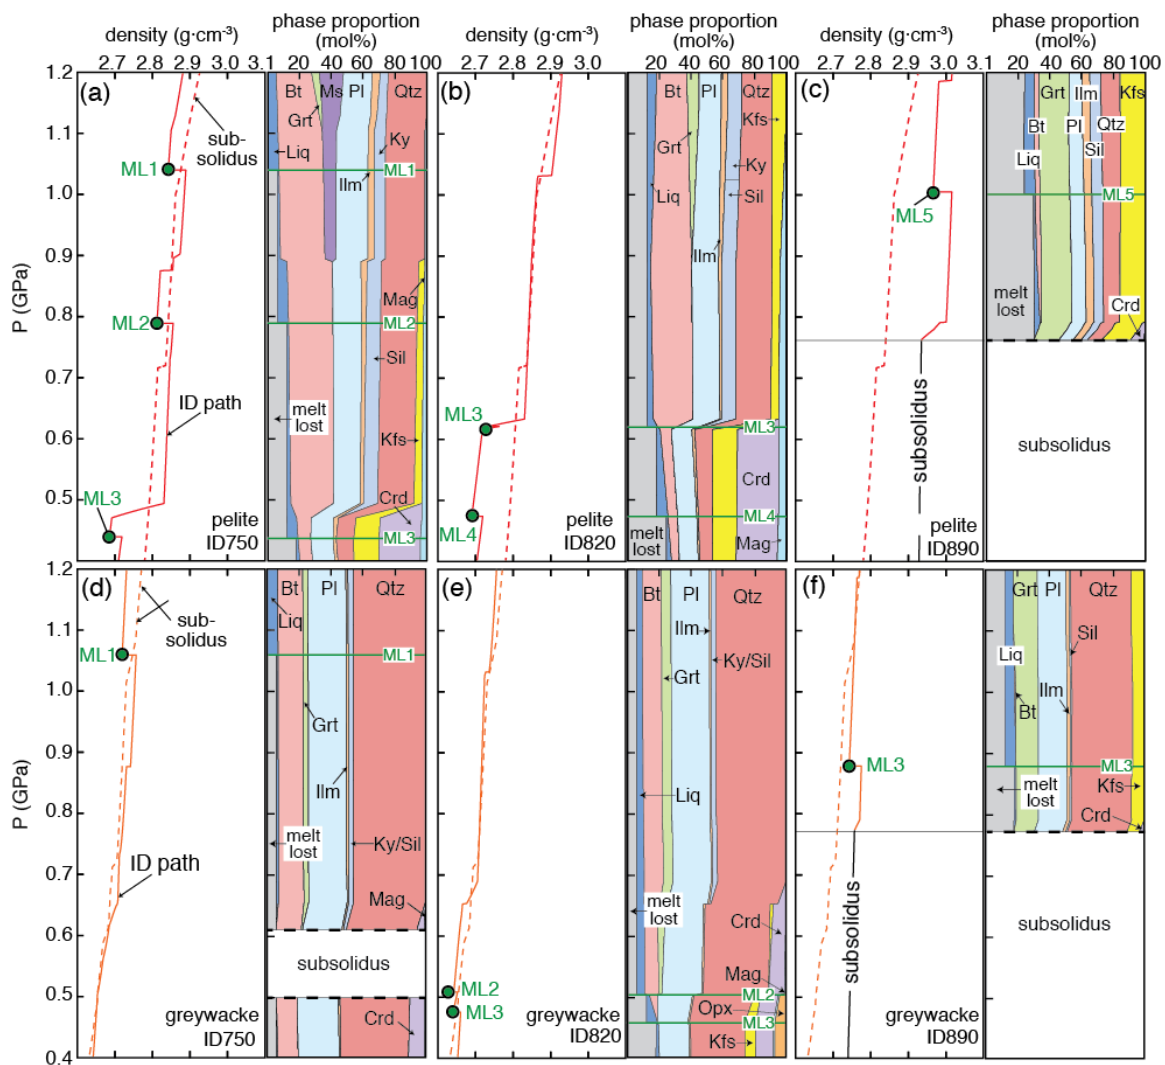 density (g·cm⁻³)
phase proportion
(mol%)
density (g·cm⁻³)
phase proportion
(mol%)
density (g·cm⁻³)
phase proportion
(mol%)
2.7 2.8 2.9 3.0 3.1 20 40 60 80 100
2.7 2.8 2.9 3.0 20 40 60 80 100
2.7 2.8 2.9 3.0 3.1 20 40 60 80 100
P (GPa)
1.2
1.1
1.0
0.9
0.8
0.7
0.6
0.5
(a)
sub-
solidus
ML1
ML2
ID path
ML3
pelite
ID750
Bt
Ms
Pl
Qtz
Grt
Liq
Ky
Ilm
ML1
Mag
ML2
Sil
melt
lost
Kfs
Crd
ML3
(b)
ML3
ML4
pelite
ID820
Bt
Pl
Qtz
Kfs
Grt
Ky
Liq
Sil
Ilm
ML3
Crd
ML4
melt
lost
Mag
(c)
ML5
subsolidus
pelite
ID890
Grt
Ilm
Kfs
Bt
Pl
Qtz
Liq
Sil
ML5
melt
lost
Crd
subsolidus
P (GPa)
1.2
1.1
1.0
0.9
0.8
0.7
0.6
0.5
0.4
(d)
sub-
solidus
ML1
ID path
greywacke
ID750
Bt
Pl
Qtz
Liq
ML1
Grt
Ilm
melt
lost
Ky/Sil
Mag
subsolidus
Crd
(e)
ML2
ML3
greywacke
ID820
Bt
Pl
Qtz
Ilm
Ky/Sil
Grt
Liq
melt
lost
Crd
Mag
ML2
Opx
ML3
Kfs
(f)
ML3
subsolidus
greywacke
ID890
Grt
Pl
Qtz
Sil
Liq
Ilm
Bt
ML3
melt
lost
Kfs
Crd
subsolidus